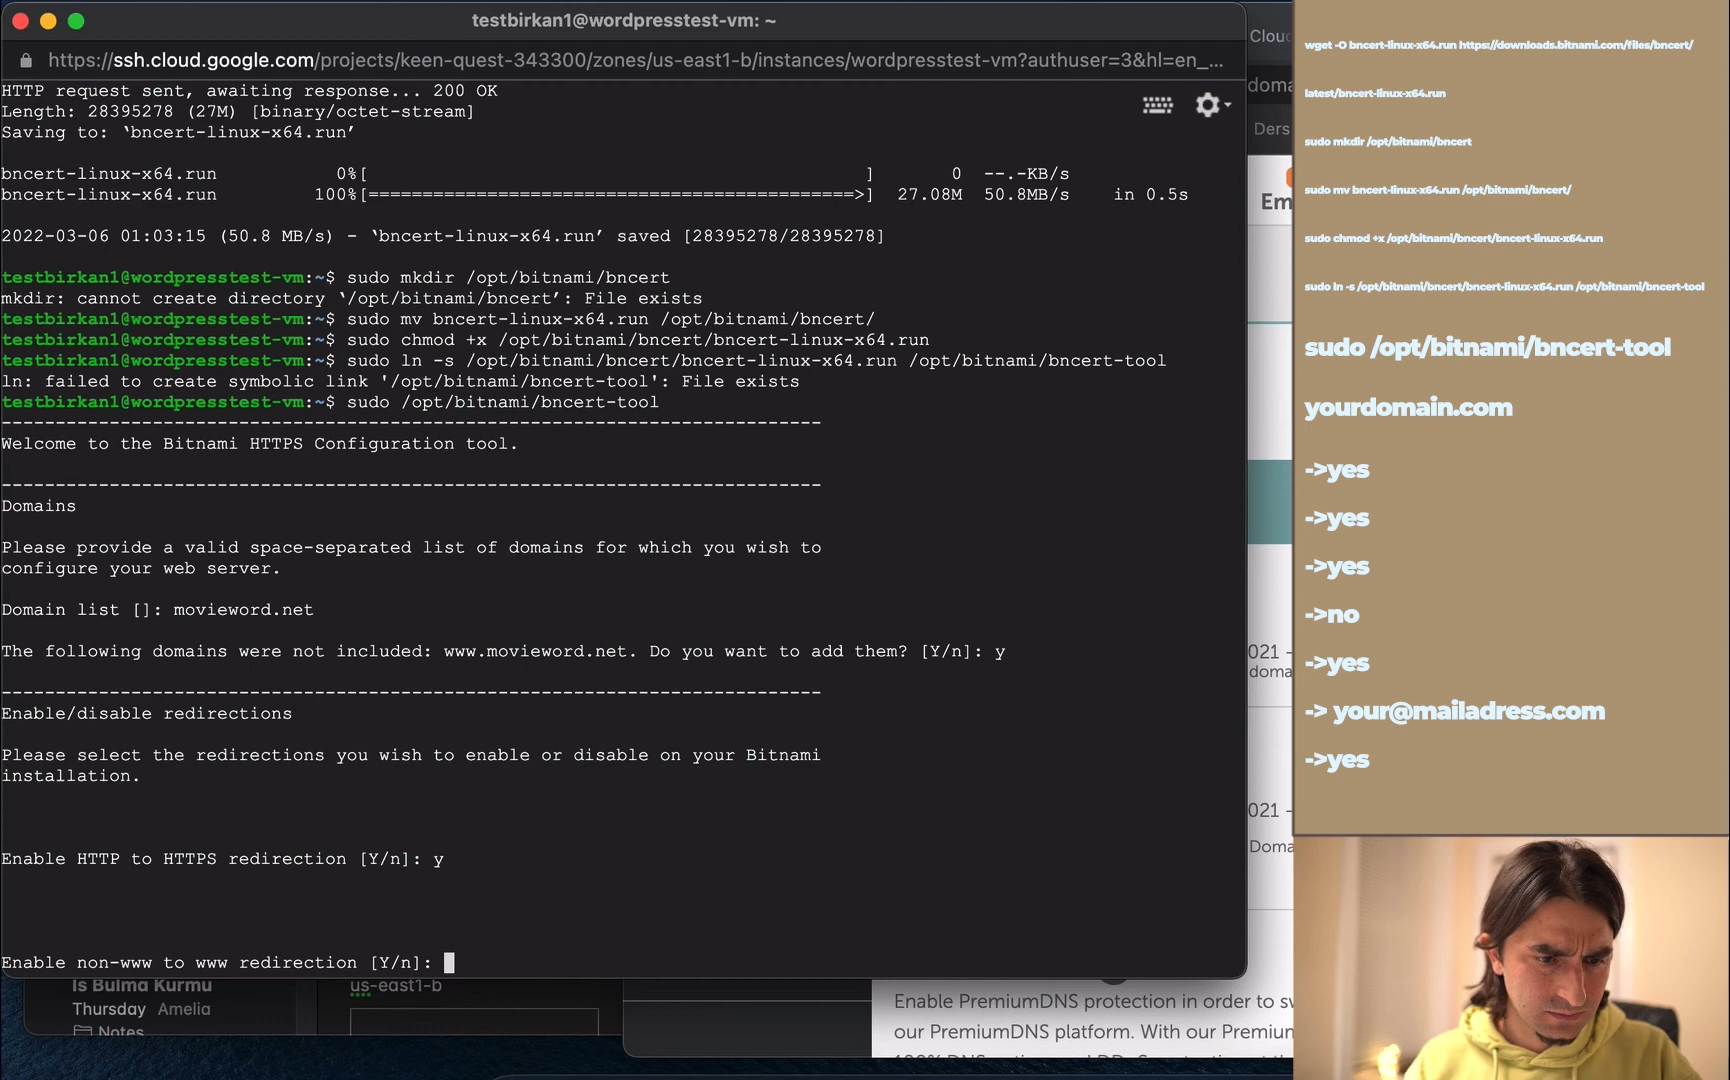 testbirkan1@wordpresstest-vm: ~
https://ssh.cloud.google.com/projects/keen-quest-343300/zones/us-east1-b/instances/wordpresstest-vm?authuser=3&hl=en_...
HTTP request sent, awaiting response... 200 OK
Length: 28395278 (27M) [binary/octet-stream]
Saving to: ‘bncert-linux-x64.run’
bncert-linux-x64.run 0%[ ] 0 --.-KB/s
bncert-linux-x64.run 100%[=============================================>] 27.08M 50.8MB/s in 0.5s
2022-03-06 01:03:15 (50.8 MB/s) - ‘bncert-linux-x64.run’ saved [28395278/28395278]
testbirkan1@wordpresstest-vm:~$ sudo mkdir /opt/bitnami/bncert
mkdir: cannot create directory ‘/opt/bitnami/bncert’: File exists
testbirkan1@wordpresstest-vm:~$ sudo mv bncert-linux-x64.run /opt/bitnami/bncert/
testbirkan1@wordpresstest-vm:~$ sudo chmod +x /opt/bitnami/bncert/bncert-linux-x64.run
testbirkan1@wordpresstest-vm:~$ sudo ln -s /opt/bitnami/bncert/bncert-linux-x64.run /opt/bitnami/bncert-tool
ln: failed to create symbolic link '/opt/bitnami/bncert-tool': File exists
testbirkan1@wordpresstest-vm:~$ sudo /opt/bitnami/bncert-tool
----------------------------------------------------------------------------
Welcome to the Bitnami HTTPS Configuration tool.
----------------------------------------------------------------------------
Domains
Please provide a valid space-separated list of domains for which you wish to
configure your web server.
Domain list []: movieword.net
The following domains were not included: www.movieword.net. Do you want to add them? [Y/n]: y
----------------------------------------------------------------------------
Enable/disable redirections
Please select the redirections you wish to enable or disable on your Bitnami
installation.
Enable HTTP to HTTPS redirection [Y/n]: y
Enable non-www to www redirection [Y/n]:
Is Bulma Kurmu
Thursday Amelia
Notes
us-east1-b
Enable PremiumDNS protection in order to
our PremiumDNS platform. With our Premium
Ders
021 -
021 -
wget -O bncert-linux-x64.run https://downloads.bitnami.com/files/bncert/
latest/bncert-linux-x64.run
sudo mkdir /opt/bitnami/bncert
sudo mv bncert-linux-x64.run /opt/bitnami/bncert/
sudo chmod +x /opt/bitnami/bncert/bncert-linux-x64.run
sudo ln -s /opt/bitnami/bncert/bncert-linux-x64.run /opt/bitnami/bncert-tool
sudo /opt/bitnami/bncert-tool
yourdomain.com
->yes
->yes
->yes
->no
->yes
-> your@mailadress.com
->yes